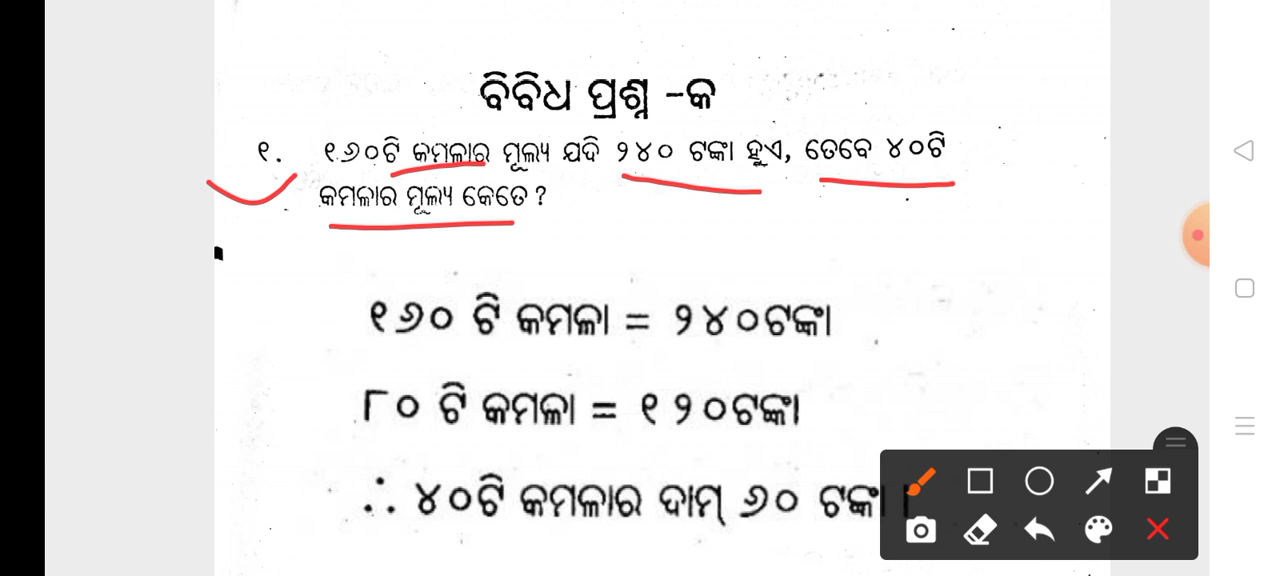 ବିବିଧ ପ୍ରଶ୍ନ -କ
୧. ୧୬୦ଟି କମଳାର ମୂଲ୍ୟ ଯଦି ୨୪୦ ଟଙ୍କା ହୁଏ, ତେବେ ୪୦ଟି
କମଳାର ମୂଲ୍ୟ କେତେ ?
୧୬୦ ଟି କମଳା = ୨୪୦ଟଙ୍କା
୮୦ ଟି କମଳା = ୧୨୦ଟଙ୍କା
∴ ୪୦ଟି କମଳାର ଦାମ୍ ୬୦ ଟଙ୍କା ।